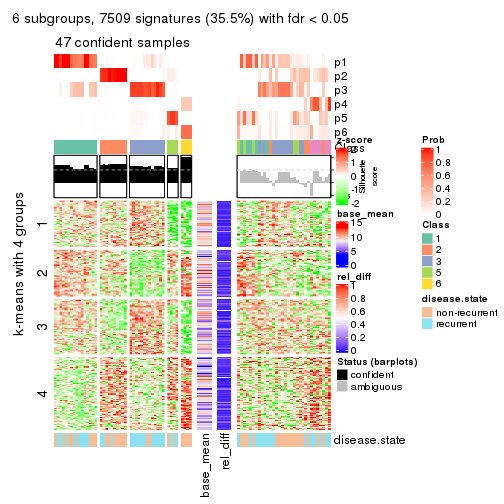 6 subgroups, 7509 signatures (35.5%) with fdr < 0.05
47 confident samples
p1
p2
p3
p4
p5
p6
Class
Silhouette
score
k-means with 4 groups
1
2
3
4
base_mean
rel_diff
disease.state
z-score
2
1
-1
-2
base_mean
15
10
5
0
rel_diff
1
0.8
0.6
0.4
0.2
0
Status (barplots)
confident
ambiguous
Prob
1
0.8
0.6
0.4
0.2
0
Class
1
2
3
5
6
disease.state
non-recurrent
recurrent